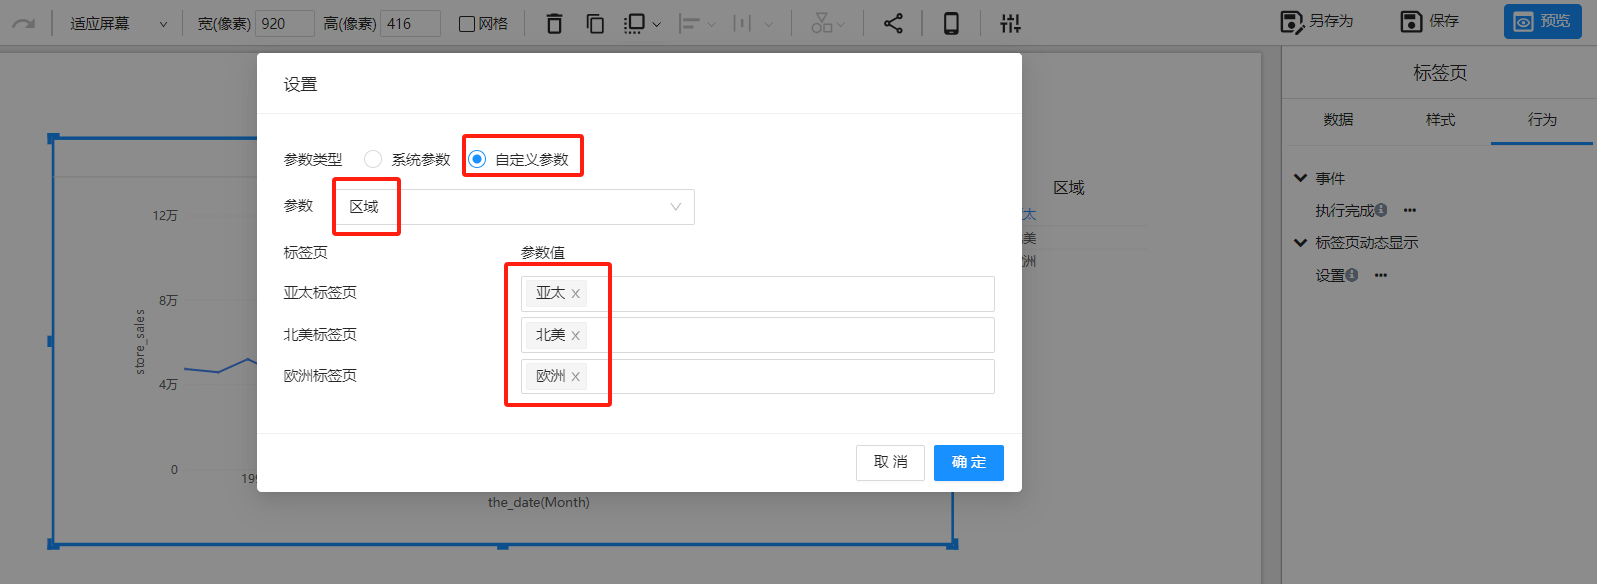 适应屏幕 宽(像素) 920 高(像素) 416 网格 另存为 保存 预览
标签页
数据 样式 行为
事件
执行完成
标签页动态显示
设置
区域
太
美
洲
12万
8万
4万
0
store_sales
199
the_date(Month)
设置
参数类型 系统参数 自定义参数
参数 区域
标签页 参数值
亚太标签页 亚太 x
北美标签页 北美 x
欧洲标签页 欧洲 x
取 消 确 定